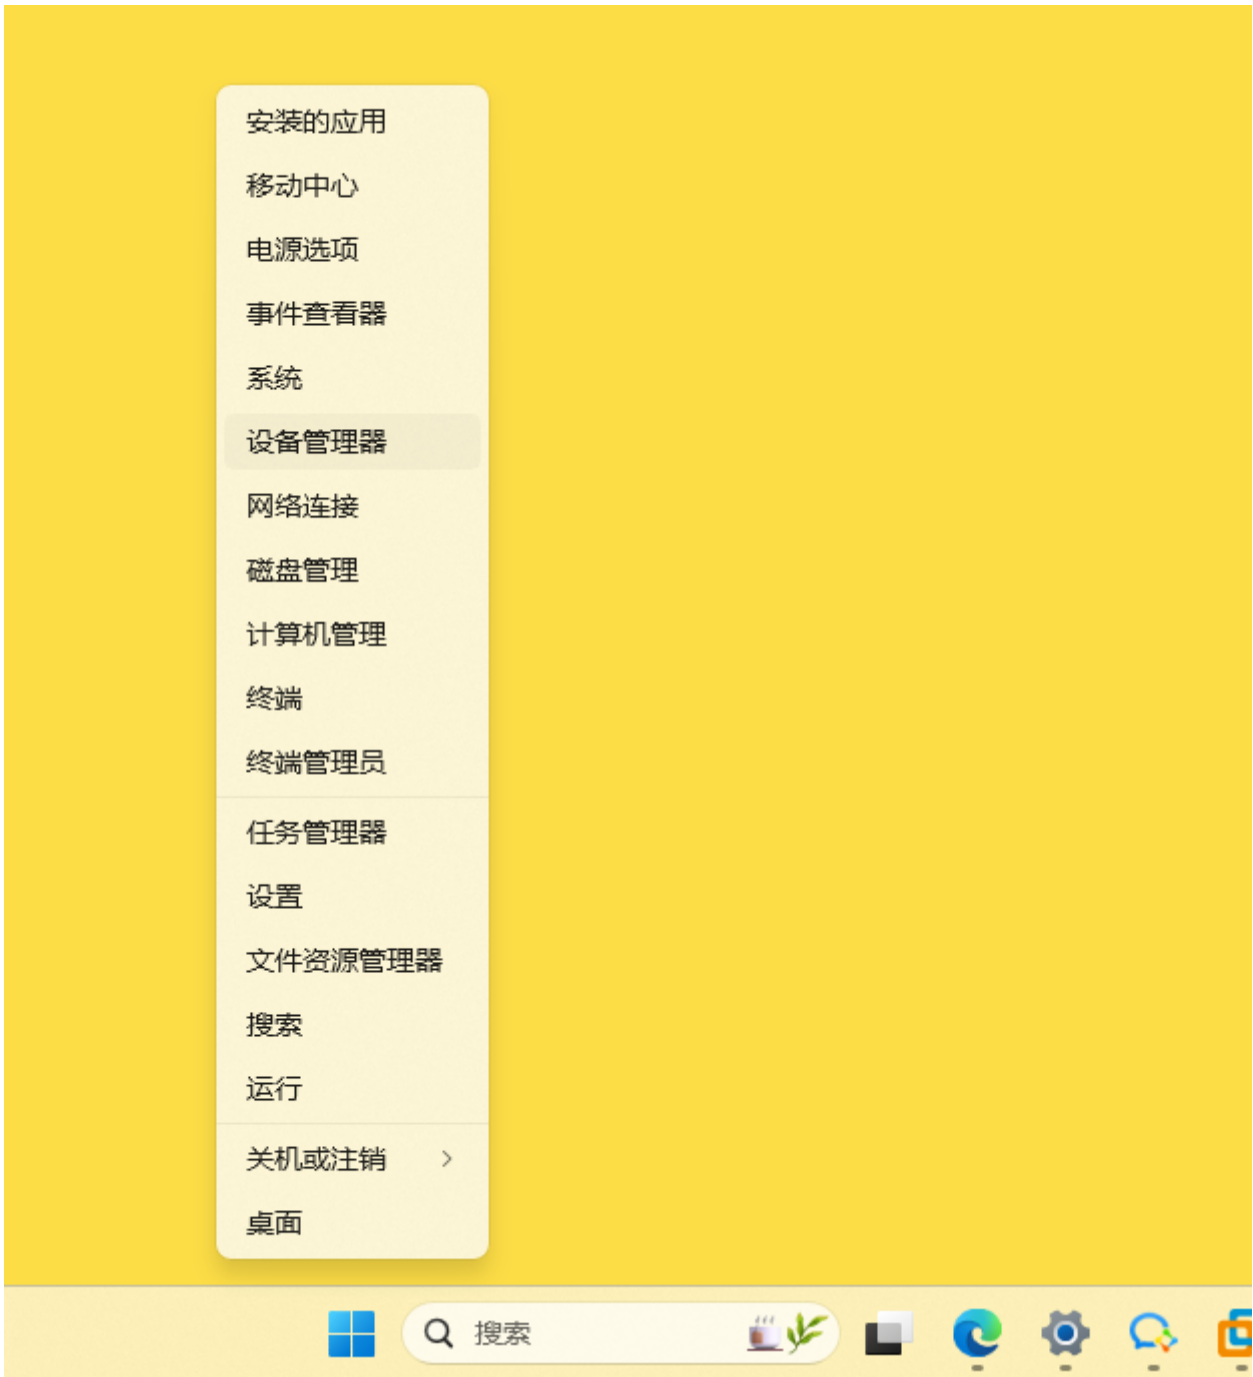 安装的应用
移动中心
电源选项
事件查看器
系统
设备管理器
网络连接
磁盘管理
计算机管理
终端
终端管理员
任务管理器
设置
文件资源管理器
搜索
运行
关机或注销
桌面
搜索